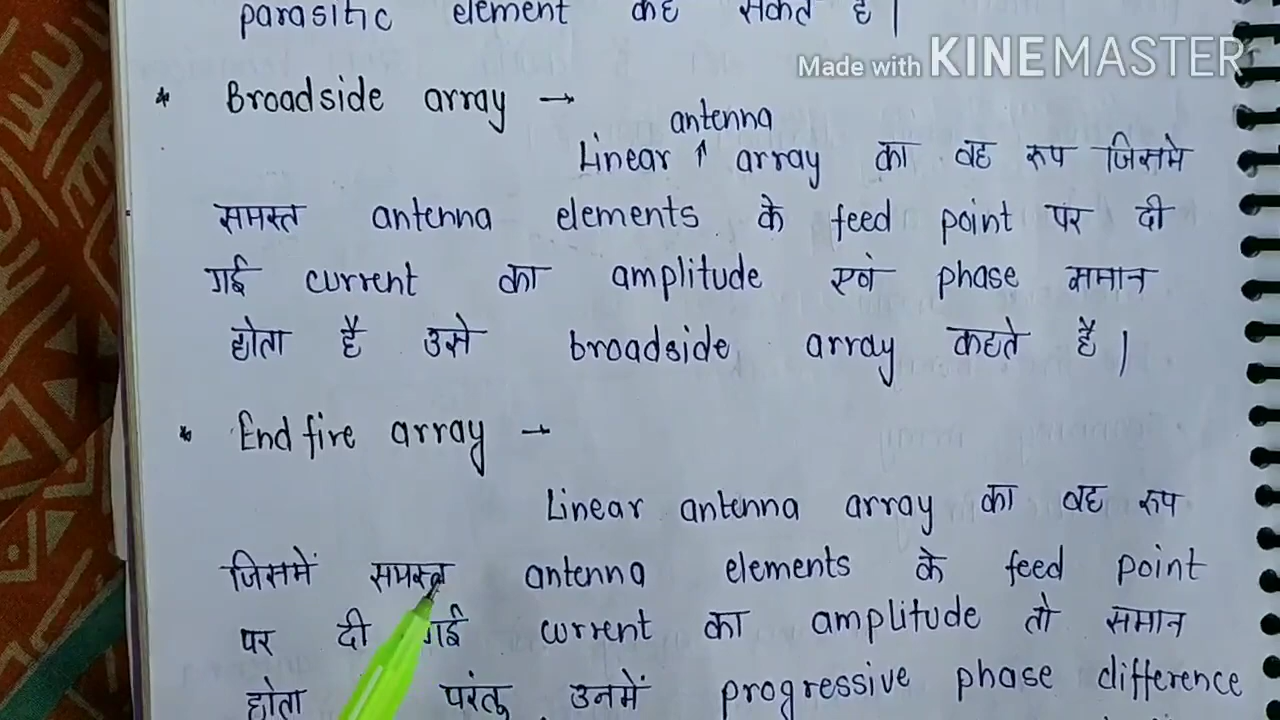 parasitic element कह सकते है।
Made with KINEMASTER
* Broadside array →
antenna
Linear ↑ array का वह रूप जिसमे
समस्त antenna elements के feed point पर दी
गई current का amplitude एवं phase समान
होता है उसे broadside array कहते है।
* End fire array →
Linear antenna array का वह रूप
जिसमें समस्त antenna elements के feed point
पर दी गई current का amplitude तो समान
होता परंतु उनमें progressive phase difference